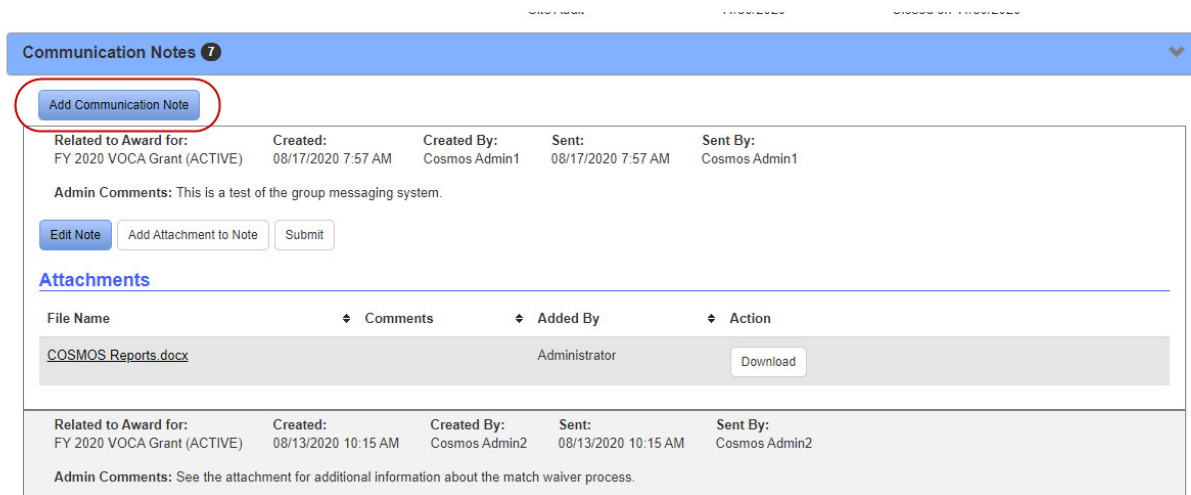 Communication Notes 7
Add Communication Note
Related to Award for: Created: Created By: Sent: Sent By:
FY 2020 VOCA Grant (ACTIVE) 08/17/2020 7:57 AM Cosmos Admin1 08/17/2020 7:57 AM Cosmos Admin1
Admin Comments: This is a test of the group messaging system.
Edit Note Add Attachment to Note Submit
Attachments
File Name Comments Added By Action
COSMOS Reports.docx Administrator Download
Related to Award for: Created: Created By: Sent: Sent By:
FY 2020 VOCA Grant (ACTIVE) 08/13/2020 10:15 AM Cosmos Admin2 08/13/2020 10:15 AM Cosmos Admin2
Admin Comments: See the attachment for additional information about the match waiver process.